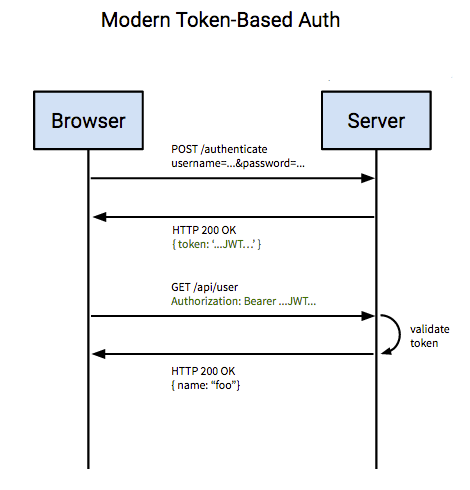 Modern Token-Based Auth
Browser
Server
POST /authenticate
username=...&password=...
HTTP 200 OK
{ token: ‘...JWT...’ }
GET /api/user
Authorization: Bearer ...JWT...
validate
token
HTTP 200 OK
{ name: “foo”}